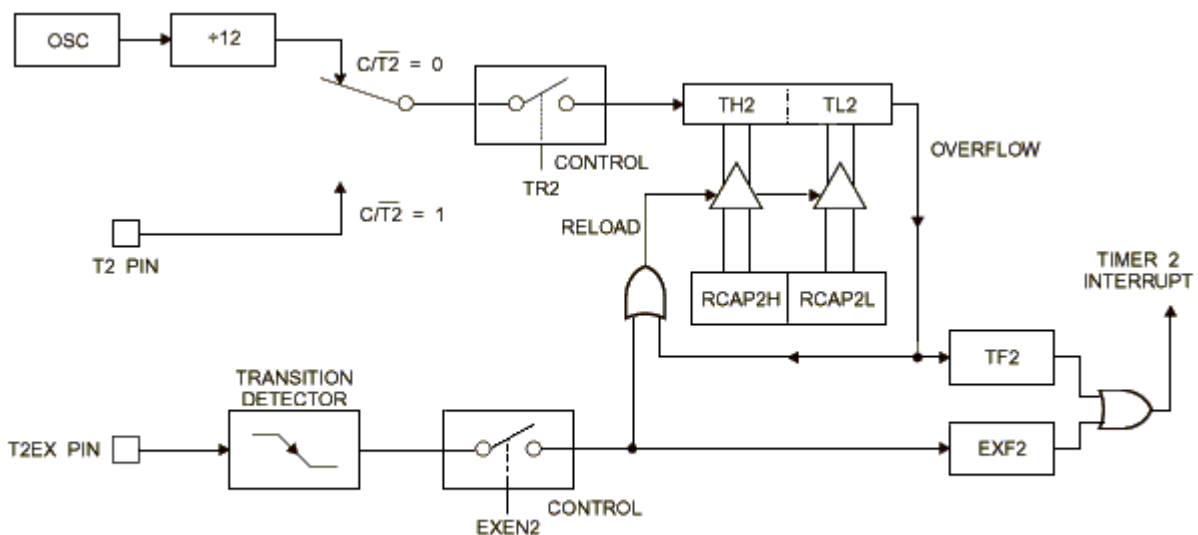 OSC
÷12
C/T2̅ = 0
TH2
TL2
OVERFLOW
CONTROL
TR2
C/T2̅ = 1
RELOAD
T2 PIN
TIMER 2
INTERRUPT
RCAP2H
RCAP2L
TF2
TRANSITION
DETECTOR
T2EX PIN
EXF2
CONTROL
EXEN2